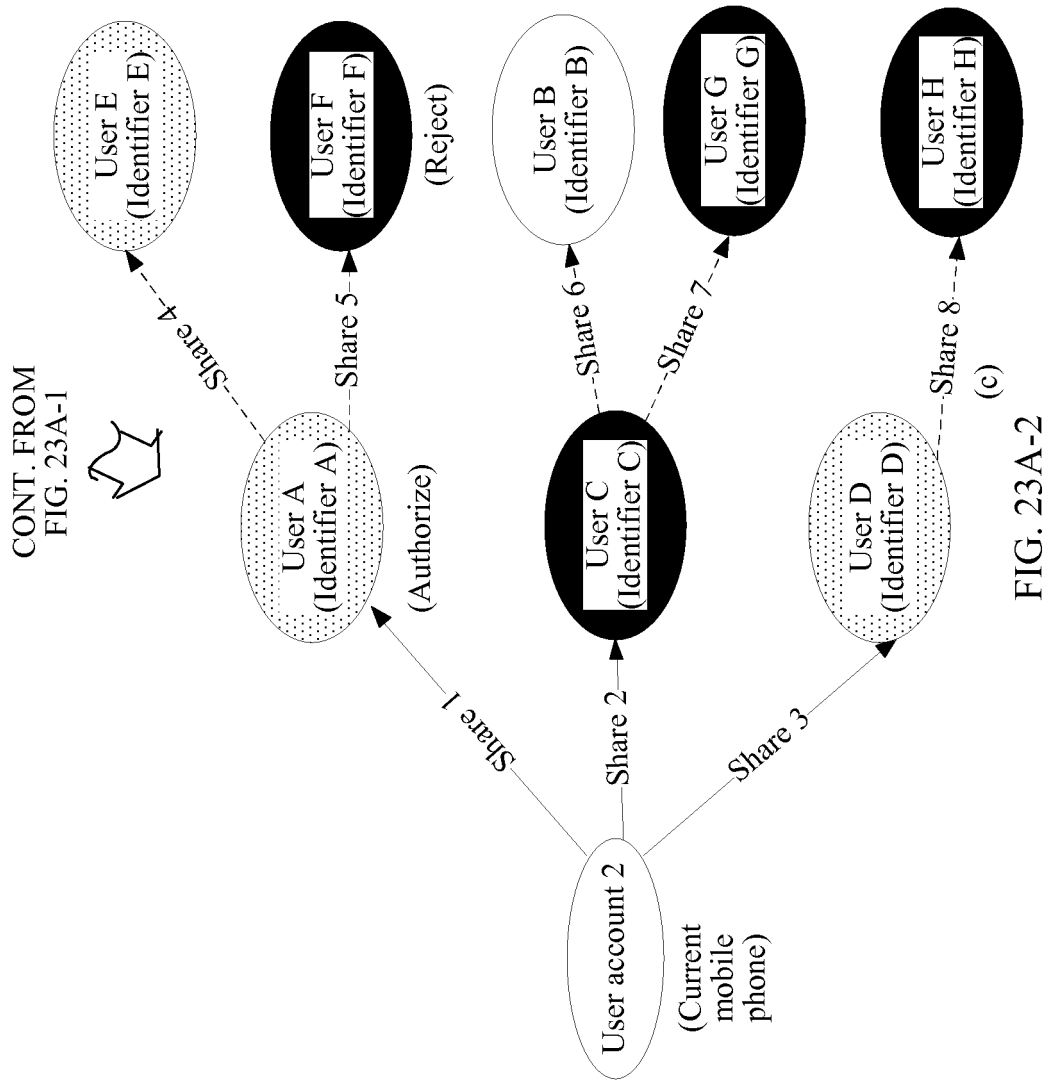 CONT. FROM
FIG. 23A-1
User account 2
(Current
mobile
phone)
Share 1
Share 2
Share 3
User A
(Identifier A)
(Authorize)
User C
(Identifier C)
User D
(Identifier D)
Share 4
Share 5
Share 6
Share 7
Share 8
User E
(Identifier E)
User F
(Identifier F)
(Reject)
User B
(Identifier B)
User G
(Identifier G)
User H
(Identifier H)
(c)
FIG. 23A-2